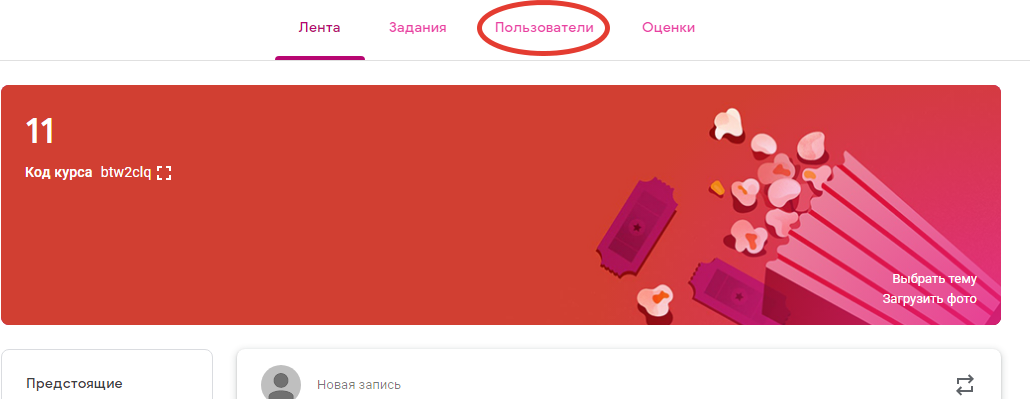 Лента Задания Пользователи Оценки
11
Код курса btw2clq
Выбрать тему
Загрузить фото
Предстоящие
Новая запись